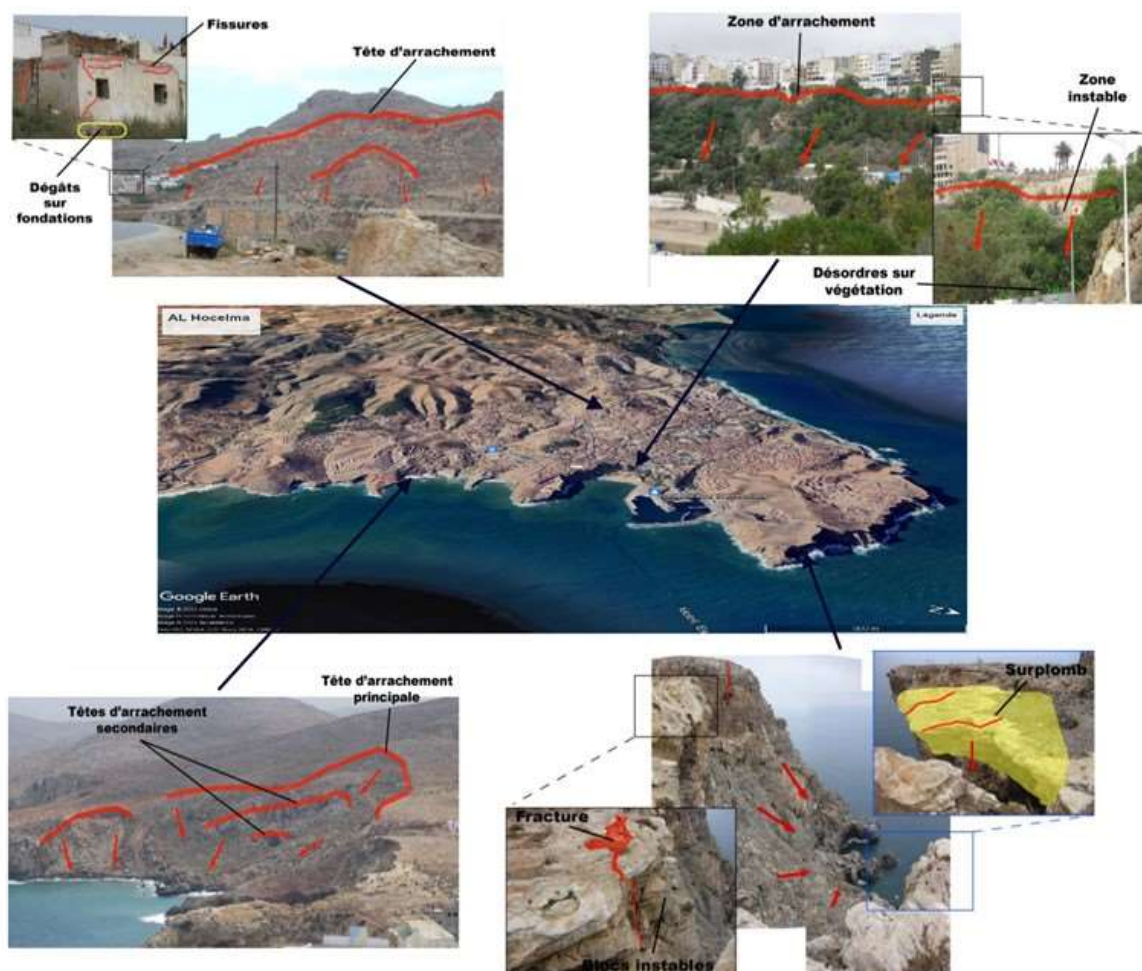 Fissures
Tête d'arrachement
Dégâts sur
fondations
Zone d'arrachement
Zone
instable
Désordres sur
végétation
AL Hoceima
Légende
Google Earth
N
Tête d'arrachement
principale
Têtes d'arrachement
secondaires
Surplomb
Fracture
Blocs instables